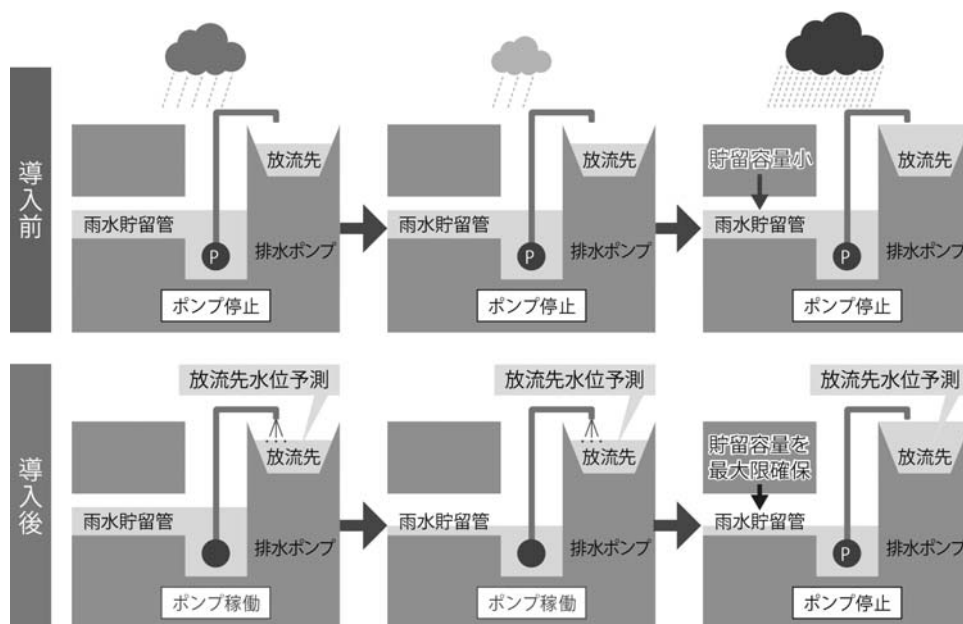 導入前
放流先
雨水貯留管
P
排水ポンプ
ポンプ停止
放流先
雨水貯留管
P
排水ポンプ
ポンプ停止
貯留容量小
放流先
雨水貯留管
P
排水ポンプ
ポンプ停止
導入後
放流先水位予測
放流先
雨水貯留管
排水ポンプ
ポンプ稼働
放流先水位予測
放流先
雨水貯留管
排水ポンプ
ポンプ稼働
放流先水位予測
貯留容量を
最大限確保
放流先
雨水貯留管
P
排水ポンプ
ポンプ停止